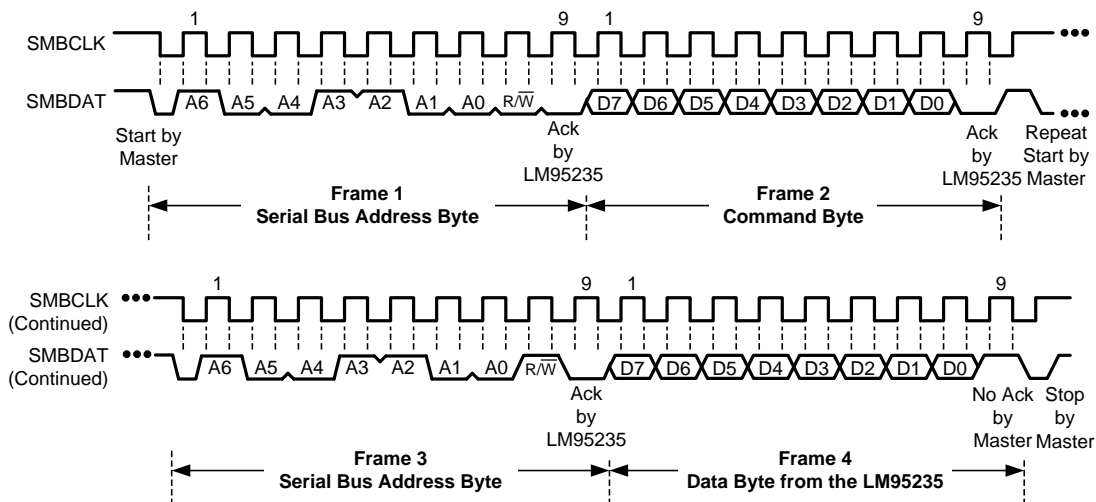 1 9 1 9
SMBCLK
SMBDAT A6 A5 A4 A3 A2 A1 A0 R/W̅ D7 D6 D5 D4 D3 D2 D1 D0
Start by
Master
Ack
by
LM95235
Ack
by
LM95235
Repeat
Start by
Master
Frame 1
Serial Bus Address Byte
Frame 2
Command Byte
1 9 1 9
SMBCLK
(Continued)
SMBDAT
(Continued)
A6 A5 A4 A3 A2 A1 A0 R/W̅ D7 D6 D5 D4 D3 D2 D1 D0
Ack
by
LM95235
No Ack
by
Master
Stop
by
Master
Frame 3
Serial Bus Address Byte
Frame 4
Data Byte from the LM95235